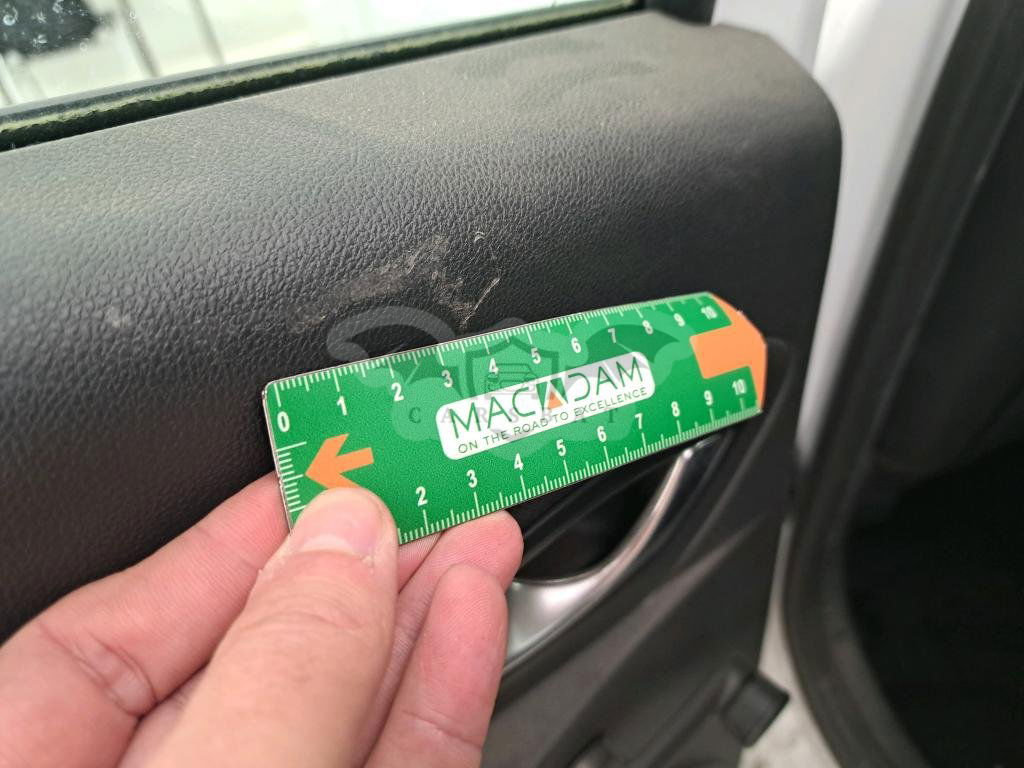 0 1 2 3 4 5 6 7 8 9 10
MACADAM
ON THE ROAD TO EXCELLENCE
2 3 4 5 6 7 8 9 10